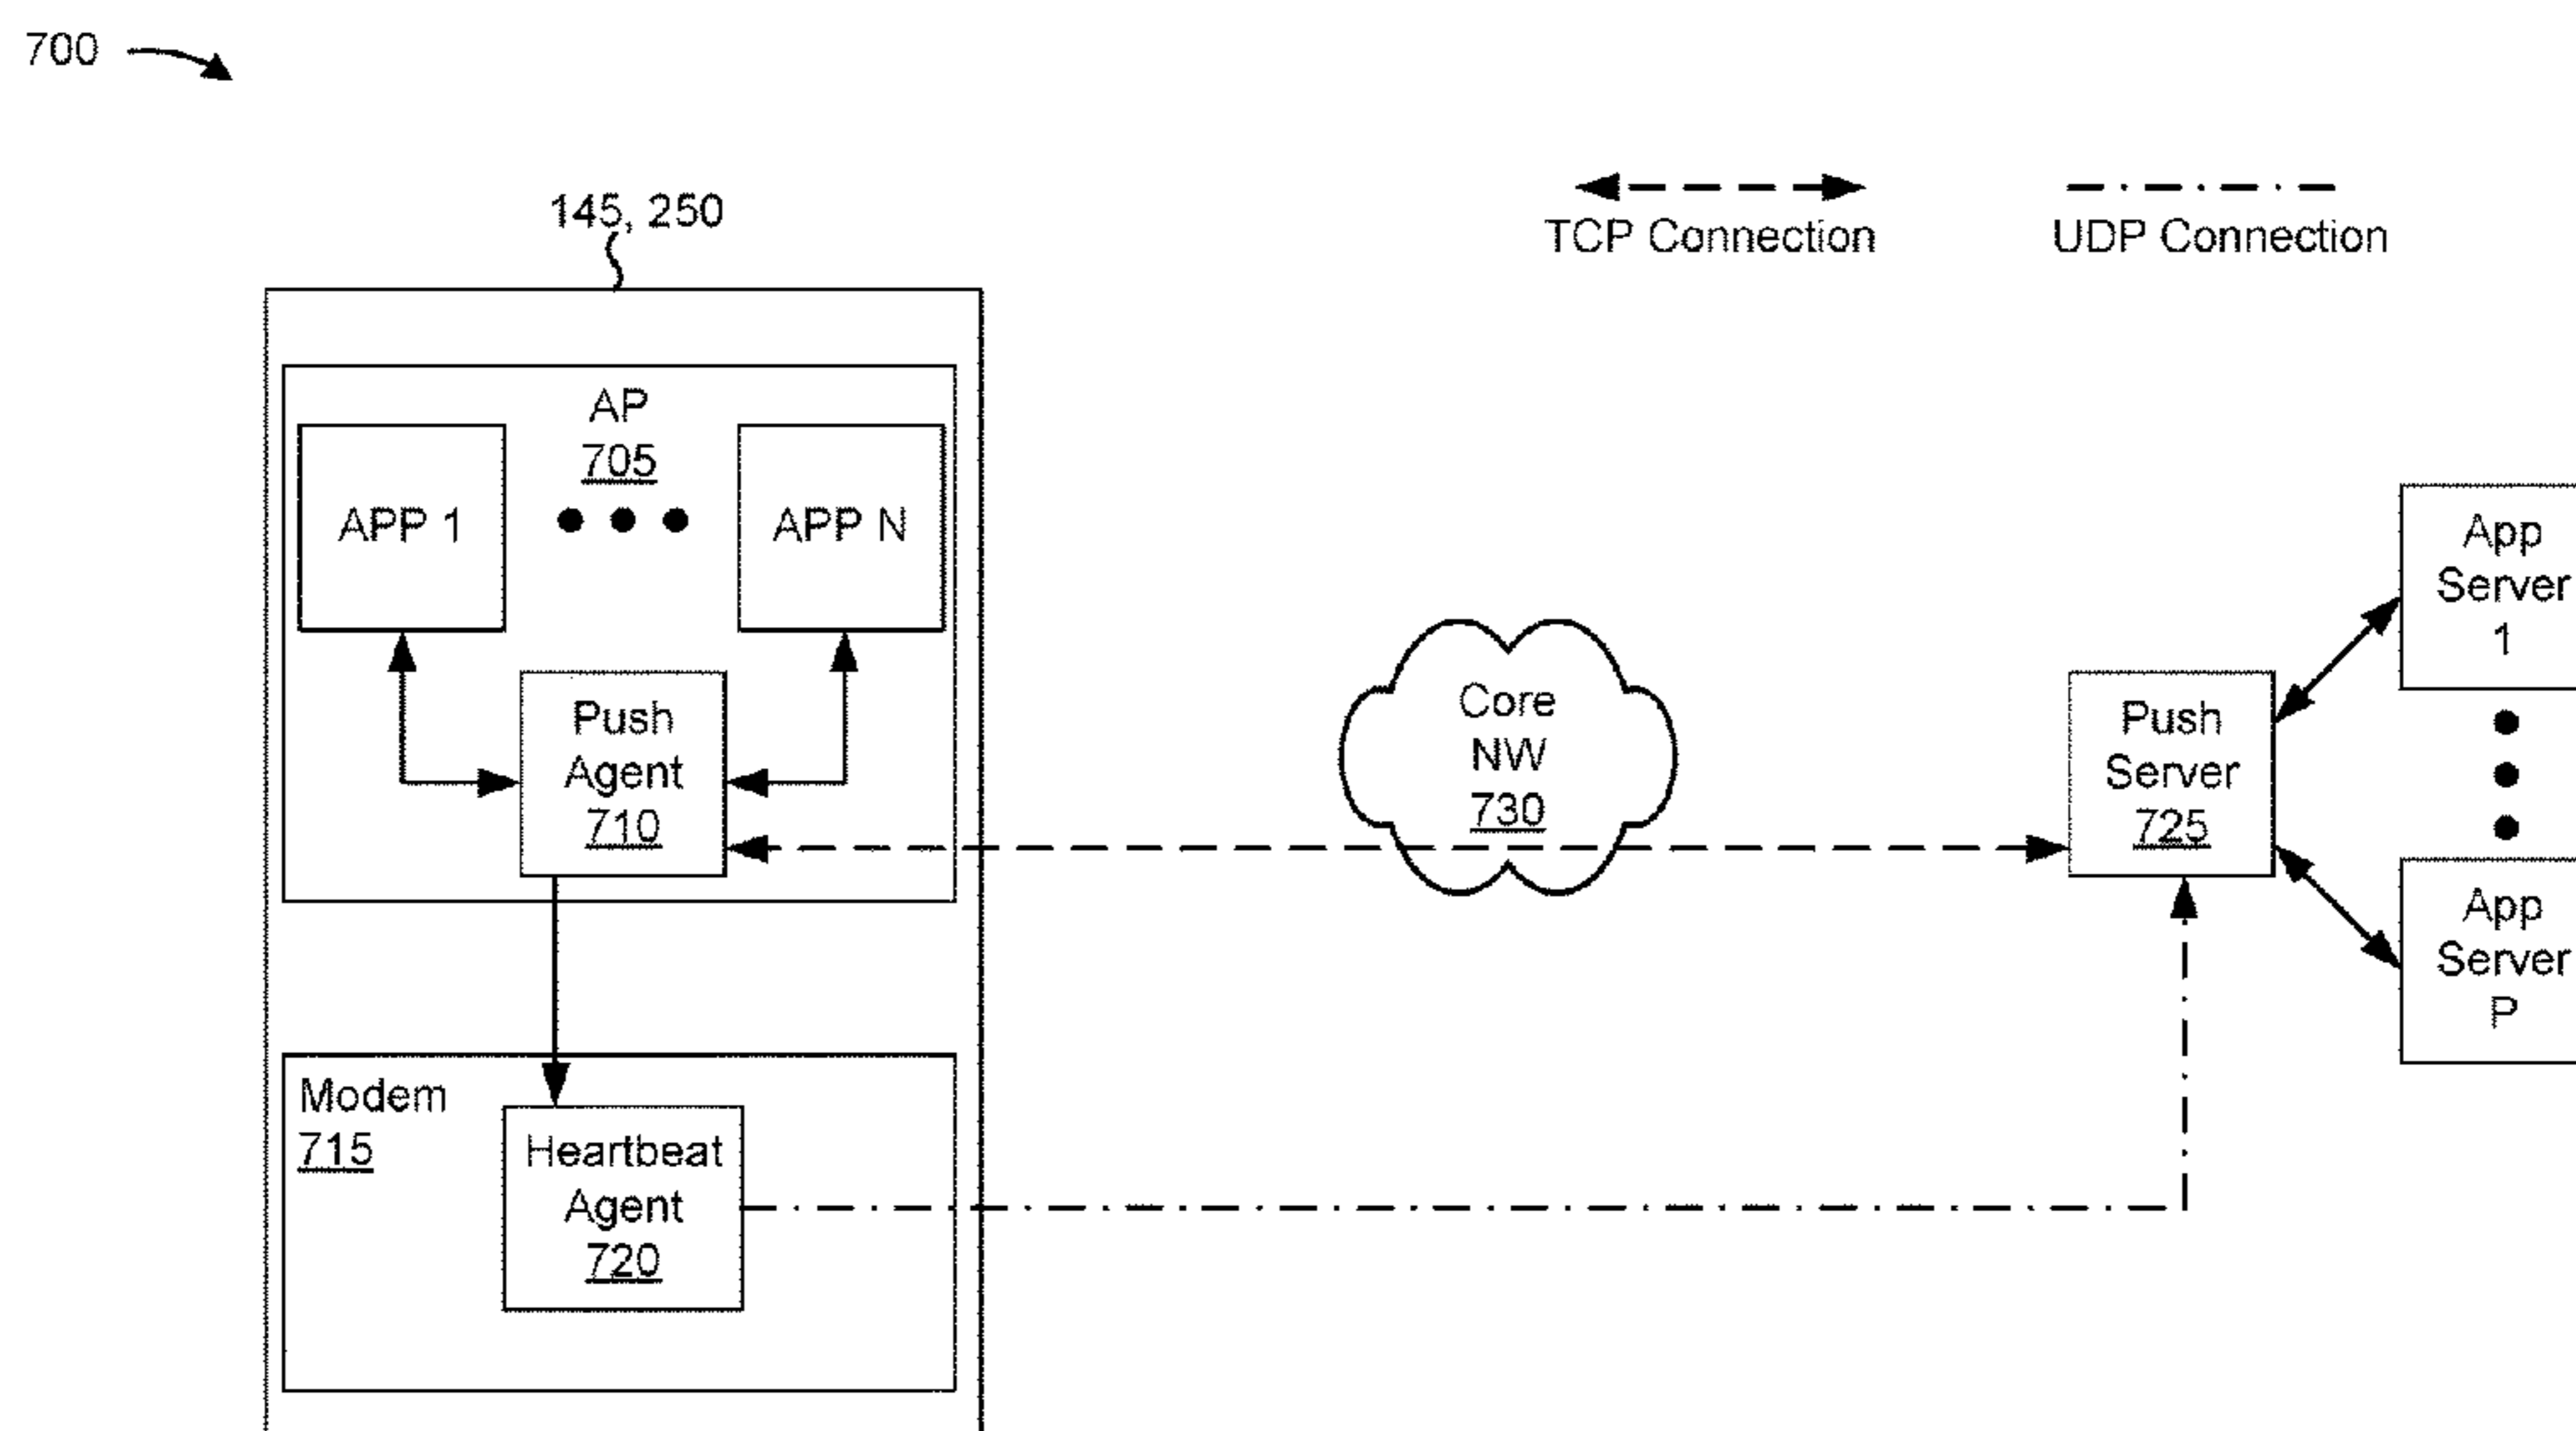 700
145, 250
TCP Connection
UDP Connection
AP
705
APP 1
APP N
Push
Agent
710
Modem
715
Heartbeat
Agent
720
Core
NW
730
Push
Server
725
App
Server
1
App
Server
P